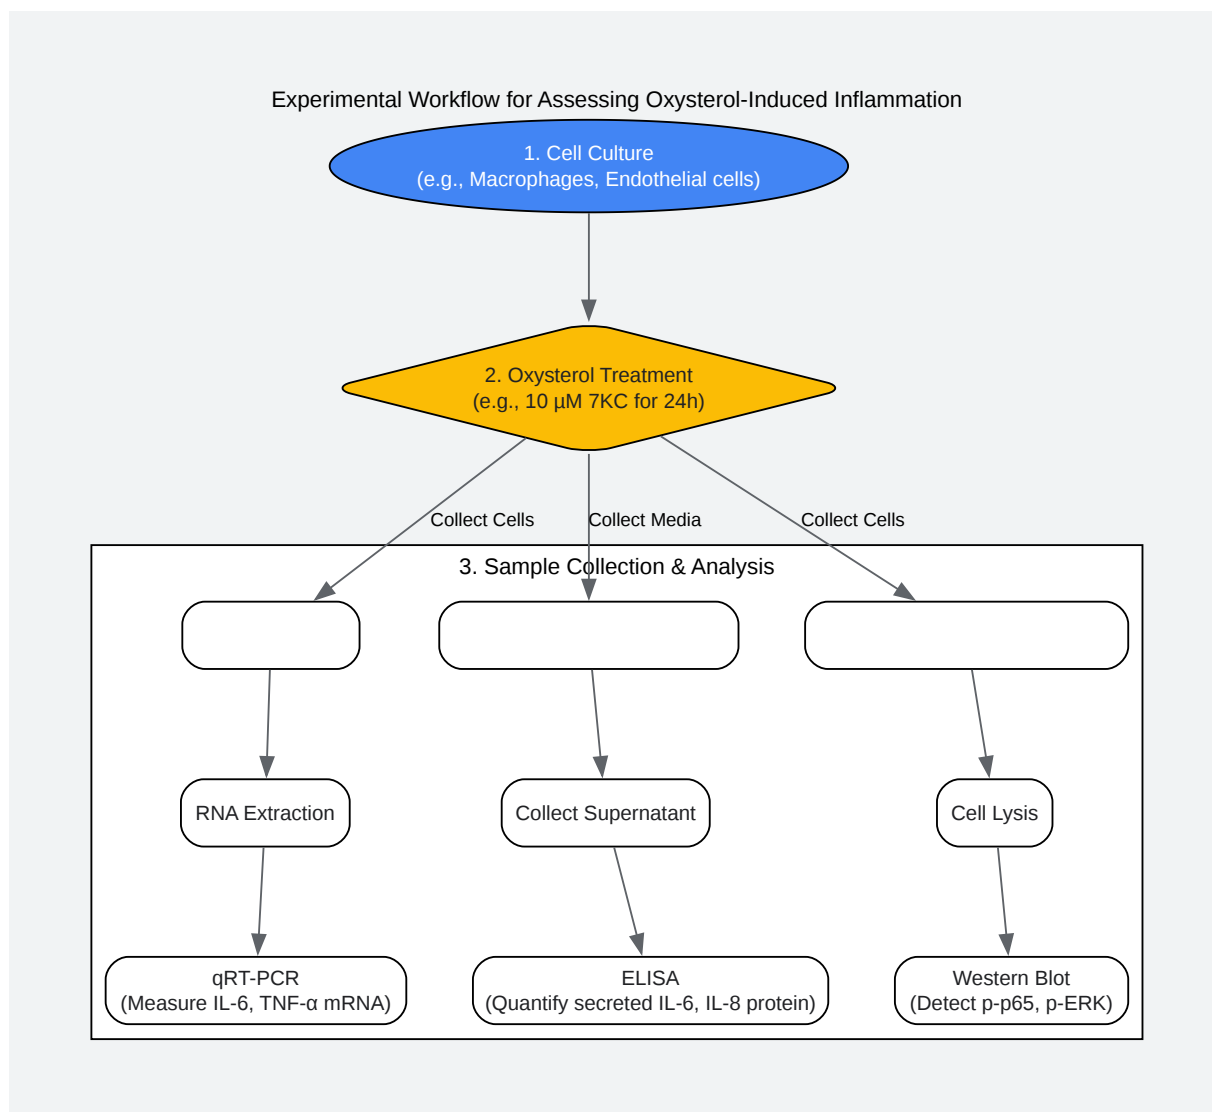 Experimental Workflow for Assessing Oxysterol-Induced Inflammation
1. Cell Culture
(e.g., Macrophages, Endothelial cells)
2. Oxysterol Treatment
(e.g., 10 µM 7KC for 24h)
Collect Cells
Collect Media
Collect Cells
3. Sample Collection & Analysis
RNA Extraction
Collect Supernatant
Cell Lysis
qRT-PCR
(Measure IL-6, TNF-α mRNA)
ELISA
(Quantify secreted IL-6, IL-8 protein)
Western Blot
(Detect p-p65, p-ERK)